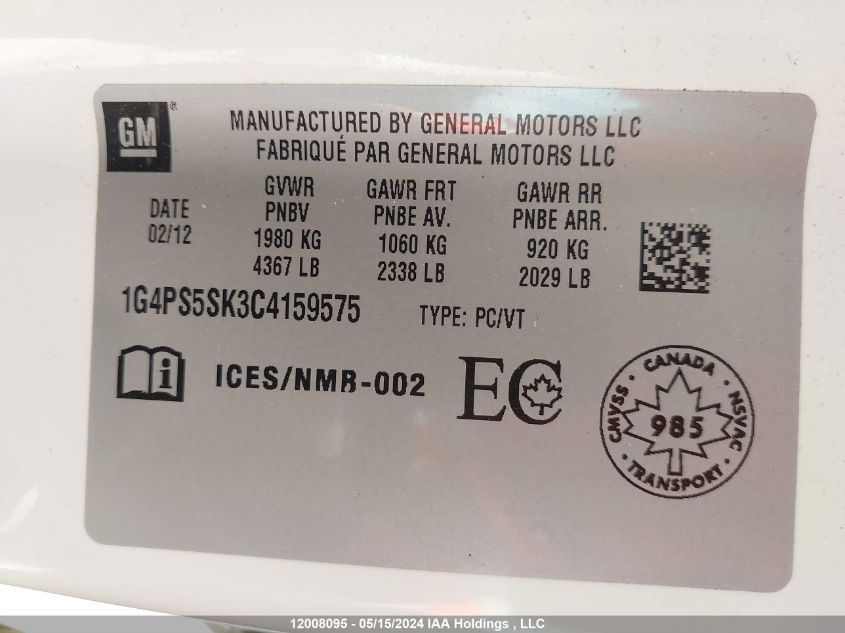 GM®
MANUFACTURED BY GENERAL MOTORS LLC
FABRIQUÉ PAR GENERAL MOTORS LLC
DATE
02/12
GVWR
PNBV
1980 KG
4367 LB
GAWR FRT
PNBE AV.
1060 KG
2338 LB
GAWR RR
PNBE ARR.
920 KG
2029 LB
1G4PS5SK3C4159575
TYPE: PC/VT
i
ICES/NMB-002
EC
CANADA
CMVSS
NSVAC
985
TRANSPORT
12008095 - 05/15/2024 IAA Holdings , LLC